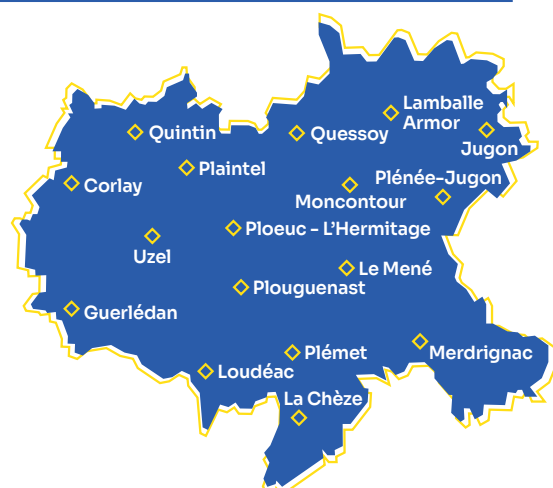 Lamballe
Armor
Quintin
Quessoy
Jugon
Plaintel
Plénée-Jugon
Corlay
Moncontour
Ploeuc - L'Hermitage
Uzel
Le Mené
Plouguenast
Guerlédan
Plémet
Merdrignac
Loudéac
La Chèze